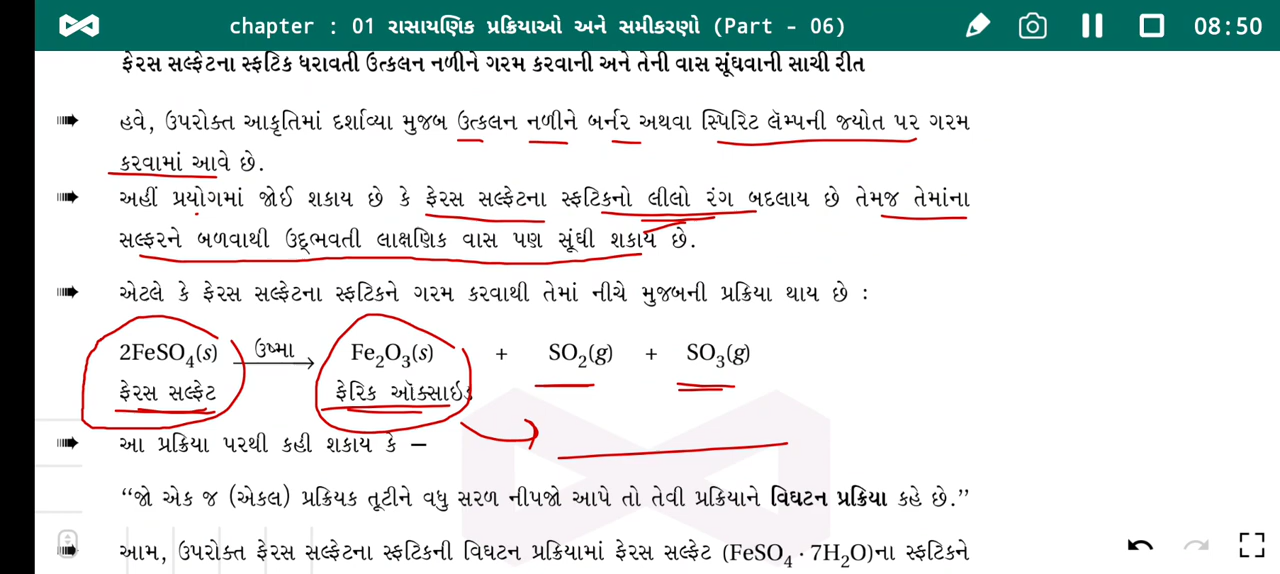 chapter : 01 રાસાયણિક પ્રક્રિયાઓ અને સમીકરણો (Part - 06)
08:50
ફેરસ સલ્ફેટના સ્ફટિક ધરાવતી ઉત્કલન નળીને ગરમ કરવાની અને તેની વાસ સૂંઘવાની સાચી રીત
➠ હવે, ઉપરોક્ત આકૃતિમાં દર્શાવ્યા મુજબ ઉત્કલન નળીને બર્નર અથવા સ્પિરિટ લૅમ્પની જ્યોત પર ગરમ
કરવામાં આવે છે.
➠ અહીં પ્રયોગમાં જોઈ શકાય છે કે ફેરસ સલ્ફેટના સ્ફટિકનો લીલો રંગ બદલાય છે તેમજ તેમાંના
સલ્ફરને બળવાથી ઉદ્ભવતી લાક્ષણિક વાસ પણ સૂંઘી શકાય છે.
➠ એટલે કે ફેરસ સલ્ફેટના સ્ફટિકને ગરમ કરવાથી તેમાં નીચે મુજબની પ્રક્રિયા થાય છે :
2FeSO₄(s) ઉષ્મા→ Fe₂O₃(s) + SO₂(g) + SO₃(g)
ફેરસ સલ્ફેટ ફેરિક ઑક્સાઇડ
➠ આ પ્રક્રિયા પરથી કહી શકાય કે –
“જો એક જ (એકલ) પ્રક્રિયક તૂટીને વધુ સરળ નીપજો આપે તો તેવી પ્રક્રિયાને વિઘટન પ્રક્રિયા કહે છે.”
➠ આમ, ઉપરોક્ત ફેરસ સલ્ફેટના સ્ફટિકની વિઘટન પ્રક્રિયામાં ફેરસ સલ્ફેટ (FeSO₄ · 7H₂O)ના સ્ફટિકને